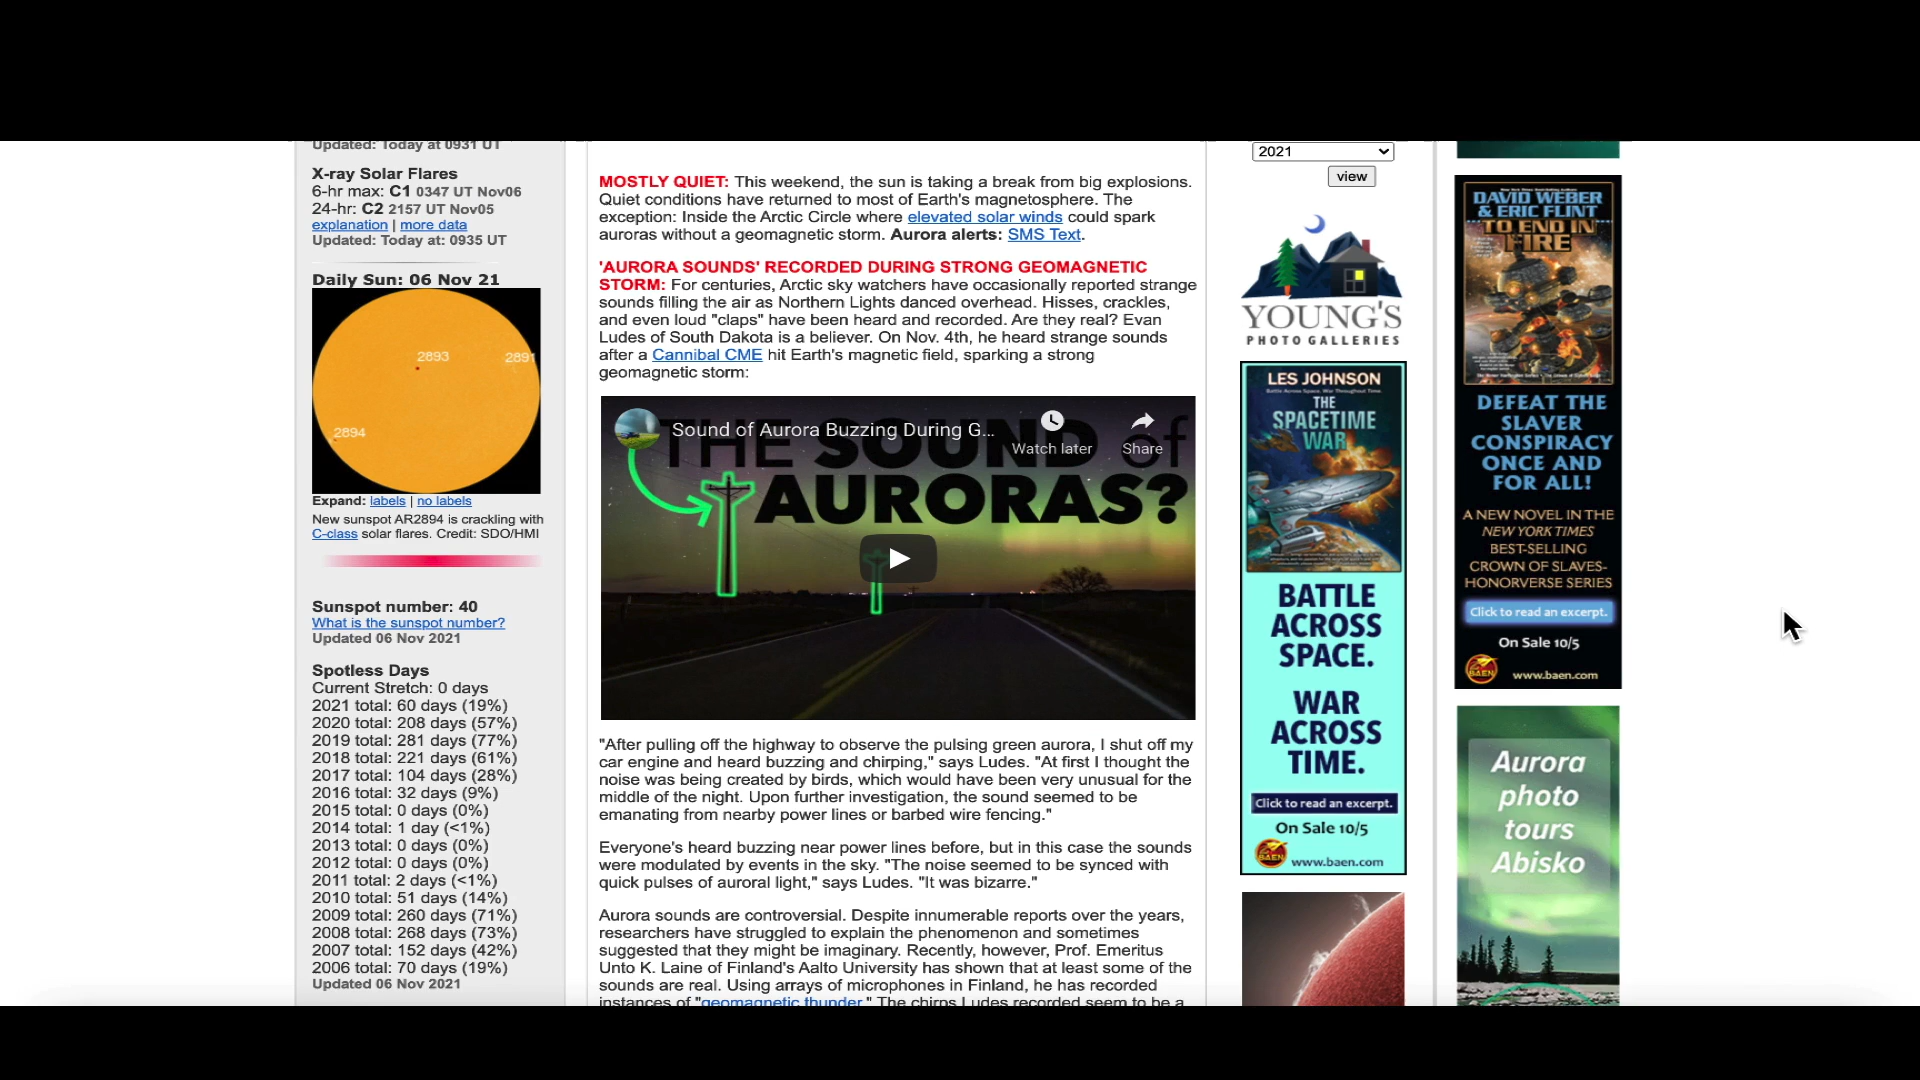 Updated: Today at 0931 UT
X-ray Solar Flares
6-hr max: C1 0347 UT Nov06
24-hr: C2 2157 UT Nov05
explanation | more data
Updated: Today at: 0935 UT
Daily Sun: 06 Nov 21
2893
2891
2894
Expand: labels | no labels
New sunspot AR2894 is crackling with
C-class solar flares. Credit: SDO/HMI
Sunspot number: 40
What is the sunspot number?
Updated 06 Nov 2021
Spotless Days
Current Stretch: 0 days
2021 total: 60 days (19%)
2020 total: 208 days (57%)
2019 total: 281 days (77%)
2018 total: 221 days (61%)
2017 total: 104 days (28%)
2016 total: 32 days (9%)
2015 total: 0 days (0%)
2014 total: 1 day (<1%)
2013 total: 0 days (0%)
2012 total: 0 days (0%)
2011 total: 2 days (<1%)
2010 total: 51 days (14%)
2009 total: 260 days (71%)
2008 total: 268 days (73%)
2007 total: 152 days (42%)
2006 total: 70 days (19%)
Updated 06 Nov 2021
MOSTLY QUIET: This weekend, the sun is taking a break from big explosions.
Quiet conditions have returned to most of Earth's magnetosphere. The
exception: Inside the Arctic Circle where elevated solar winds could spark
auroras without a geomagnetic storm. Aurora alerts: SMS Text.
'AURORA SOUNDS' RECORDED DURING STRONG GEOMAGNETIC
STORM: For centuries, Arctic sky watchers have occasionally reported strange
sounds filling the air as Northern Lights danced overhead. Hisses, crackles,
and even loud "claps" have been heard and recorded. Are they real? Evan
Ludes of South Dakota is a believer. On Nov. 4th, he heard strange sounds
after a Cannibal CME hit Earth's magnetic field, sparking a strong
geomagnetic storm:
Sound of Aurora Buzzing During G...
Watch later
Share
THE SOUND of
AURORAS?
"After pulling off the highway to observe the pulsing green aurora, I shut off my
car engine and heard buzzing and chirping," says Ludes. "At first I thought the
noise was being created by birds, which would have been very unusual for the
middle of the night. Upon further investigation, the sound seemed to be
emanating from nearby power lines or barbed wire fencing."
Everyone's heard buzzing near power lines before, but in this case the sounds
were modulated by events in the sky. "The noise seemed to be synced with
quick pulses of auroral light," says Ludes. "It was bizarre."
Aurora sounds are controversial. Despite innumerable reports over the years,
researchers have struggled to explain the phenomenon and sometimes
suggested that they might be imaginary. Recently, however, Prof. Emeritus
Unto K. Laine of Finland's Aalto University has shown that at least some of the
sounds are real. Using arrays of microphones in Finland, he has recorded
instances of "geomagnetic thunder." The chirps Ludes recorded seem to be a
2021
view
YOUNG'S
PHOTO GALLERIES
LES JOHNSON
THE
SPACETIME
WAR
BATTLE
ACROSS
SPACE.
WAR
ACROSS
TIME.
Click to read an excerpt.
On Sale 10/5
BAEN
www.baen.com
DAVID WEBER
& ERIC FLINT
TO END IN
FIRE
DEFEAT THE
SLAVER
CONSPIRACY
ONCE AND
FOR ALL!
A NEW NOVEL IN THE
NEW YORK TIMES
BEST-SELLING
CROWN OF SLAVES-
HONORVERSE SERIES
Click to read an excerpt.
On Sale 10/5
BAEN
www.baen.com
Aurora
photo
tours
Abisko